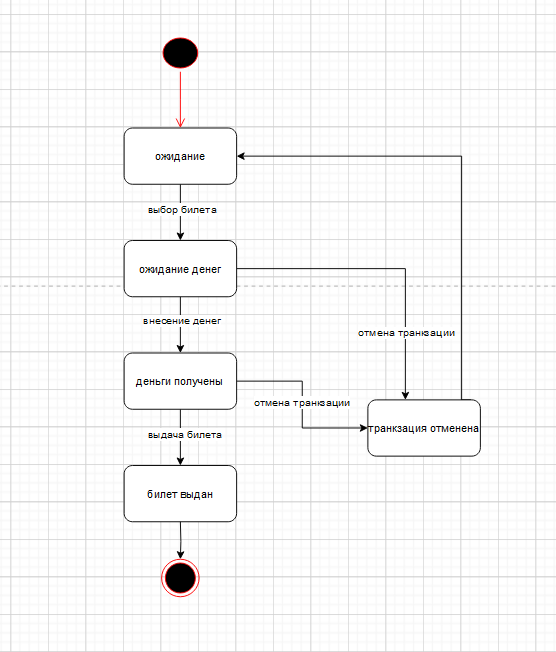 ожидание
выбор билета
ожидание денег
внесение денег
отмена транкзации
деньги получены
отмена транкзации
транкзация отменена
выдача билета
билет выдан